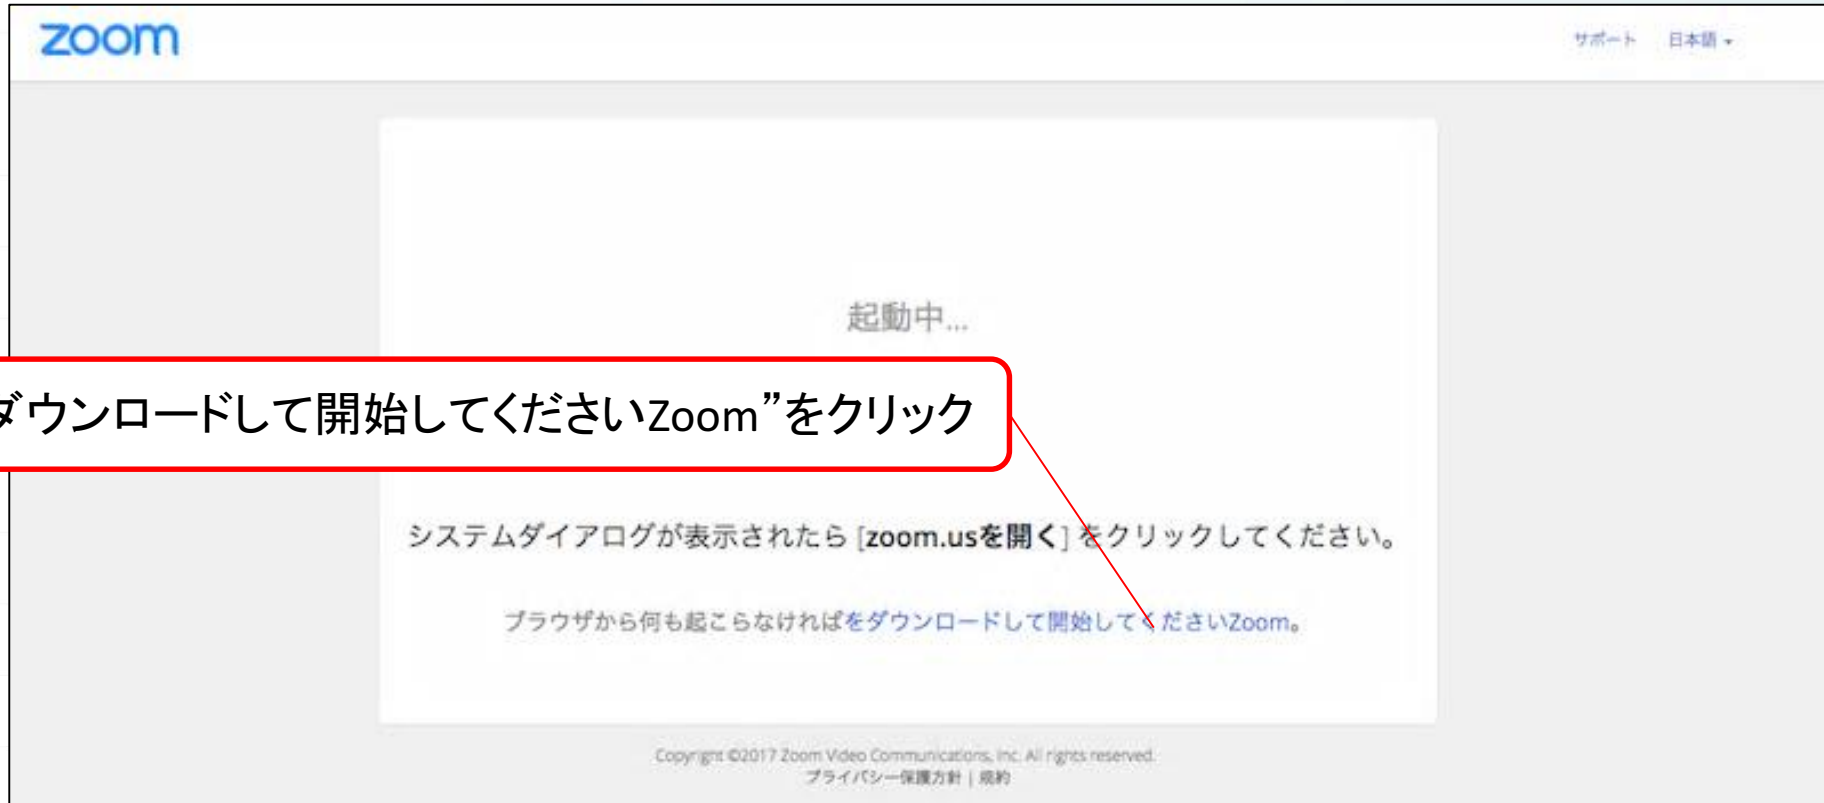 zoom
サポート 日本語
起動中...
ダウンロードして開始してくださいZoom”をクリック
システムダイアログが表示されたら [zoom.usを開く] をクリックしてください。
ブラウザから何も起こらなければをダウンロードして開始してくださいZoom。
Copyright ©2017 Zoom Video Communications, Inc. All rights reserved.
プライバシー保護方針 | 規約